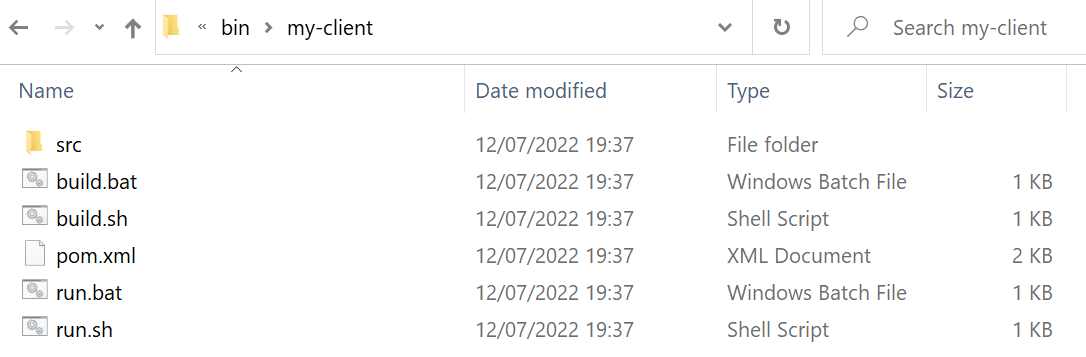 « bin > my-client Search my-client
Name Date modified Type Size
src 12/07/2022 19:37 File folder
build.bat 12/07/2022 19:37 Windows Batch File 1 KB
build.sh 12/07/2022 19:37 Shell Script 1 KB
pom.xml 12/07/2022 19:37 XML Document 2 KB
run.bat 12/07/2022 19:37 Windows Batch File 1 KB
run.sh 12/07/2022 19:37 Shell Script 1 KB